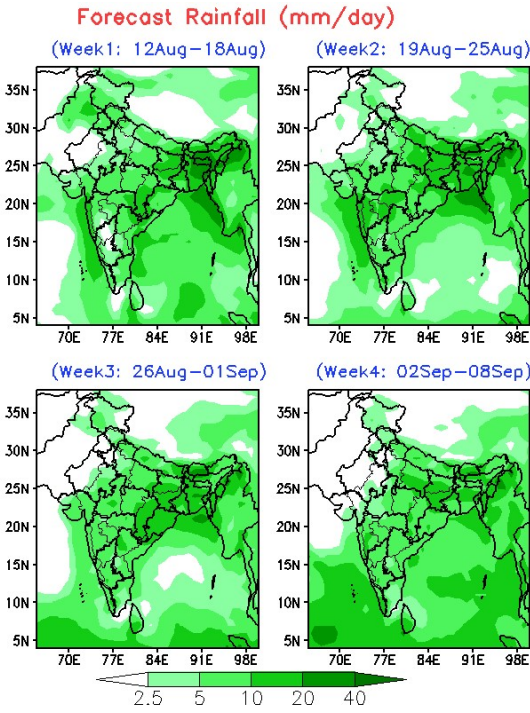 Forecast Rainfall (mm/day)
(Week1: 12Aug–18Aug) (Week2: 19Aug–25Aug)
35N 35N
30N 30N
25N 25N
20N 20N
15N 15N
10N 10N
5N 5N
70E 77E 84E 91E 98E 70E 77E 84E 91E 98E
(Week3: 26Aug–01Sep) (Week4: 02Sep–08Sep)
35N 35N
30N 30N
25N 25N
20N 20N
15N 15N
10N 10N
5N 5N
70E 77E 84E 91E 98E 70E 77E 84E 91E 98E
2.5 5 10 20 40